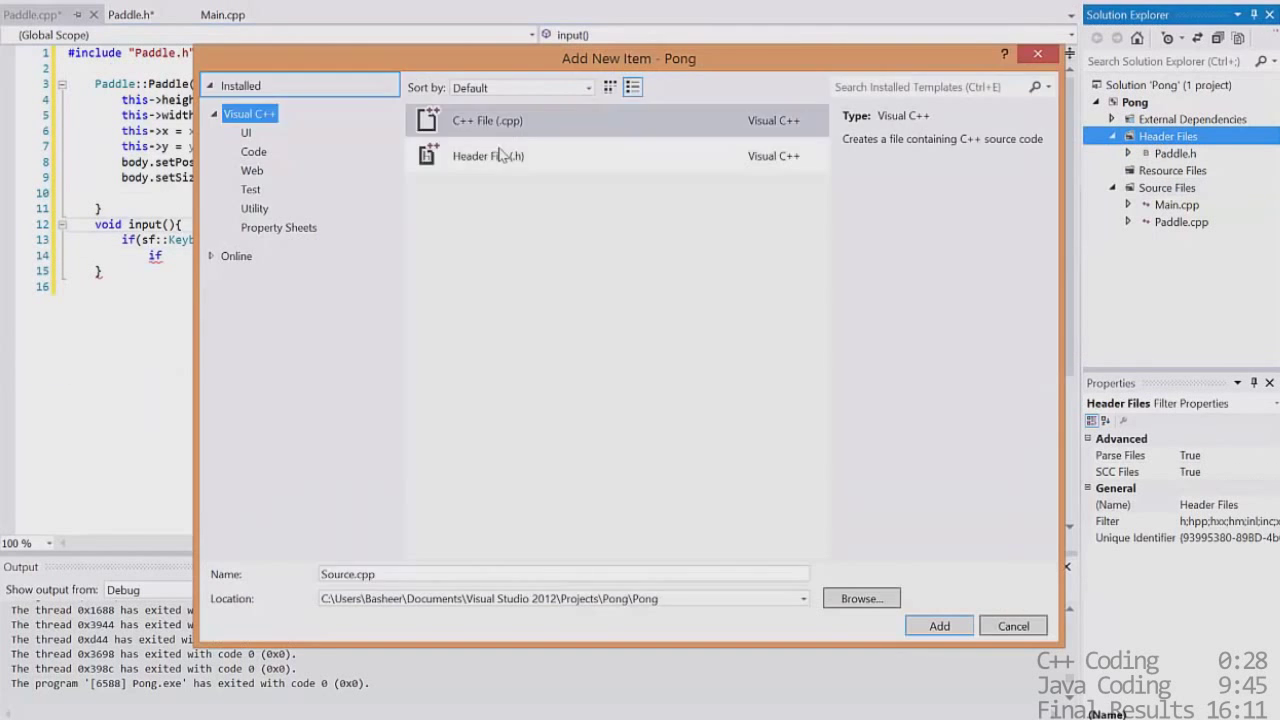 Paddle.cpp*
Paddle.h*
Main.cpp
(Global Scope)
input()
1 #include "Paddle.h"
2
3 Paddle::Paddle(
4 this->heigh
5 this->width
6 this->x = x
7 this->y = y
8 body.setPos
9 body.setSiz
10
11 }
12 void input(){
13 if(sf::Keyb
14 if
15 }
16
100 %
Output
Show output from: Debug
The thread 0x1688 has exited wi
The thread 0x3944 has exited wi
The thread 0xd44 has exited wit
The thread 0x3698 has exited with code 0 (0x0).
The thread 0x398c has exited with code 0 (0x0).
The program '[6588] Pong.exe' has exited with code 0 (0x0).
Add New Item - Pong
?
Installed
Visual C++
UI
Code
Web
Test
Utility
Property Sheets
Online
Sort by: Default
Search Installed Templates (Ctrl+E)
C++ File (.cpp) Visual C++
Header File (.h) Visual C++
Type: Visual C++
Creates a file containing C++ source code
Name: Source.cpp
Location: C:\Users\Basheer\Documents\Visual Studio 2012\Projects\Pong\Pong
Browse...
Add
Cancel
Solution Explorer
Search Solution Explorer (Ctrl+;)
Solution 'Pong' (1 project)
Pong
External Dependencies
Header Files
Paddle.h
Resource Files
Source Files
Main.cpp
Paddle.cpp
Properties
Header Files Filter Properties
Advanced
Parse Files True
SCC Files True
General
(Name) Header Files
Filter h;hpp;hxx;hm;inl;inc;x
Unique Identifier {93995380-89BD-4b
C++ Coding 0:28
Java Coding 9:45
Final Results 16:11
(Name)